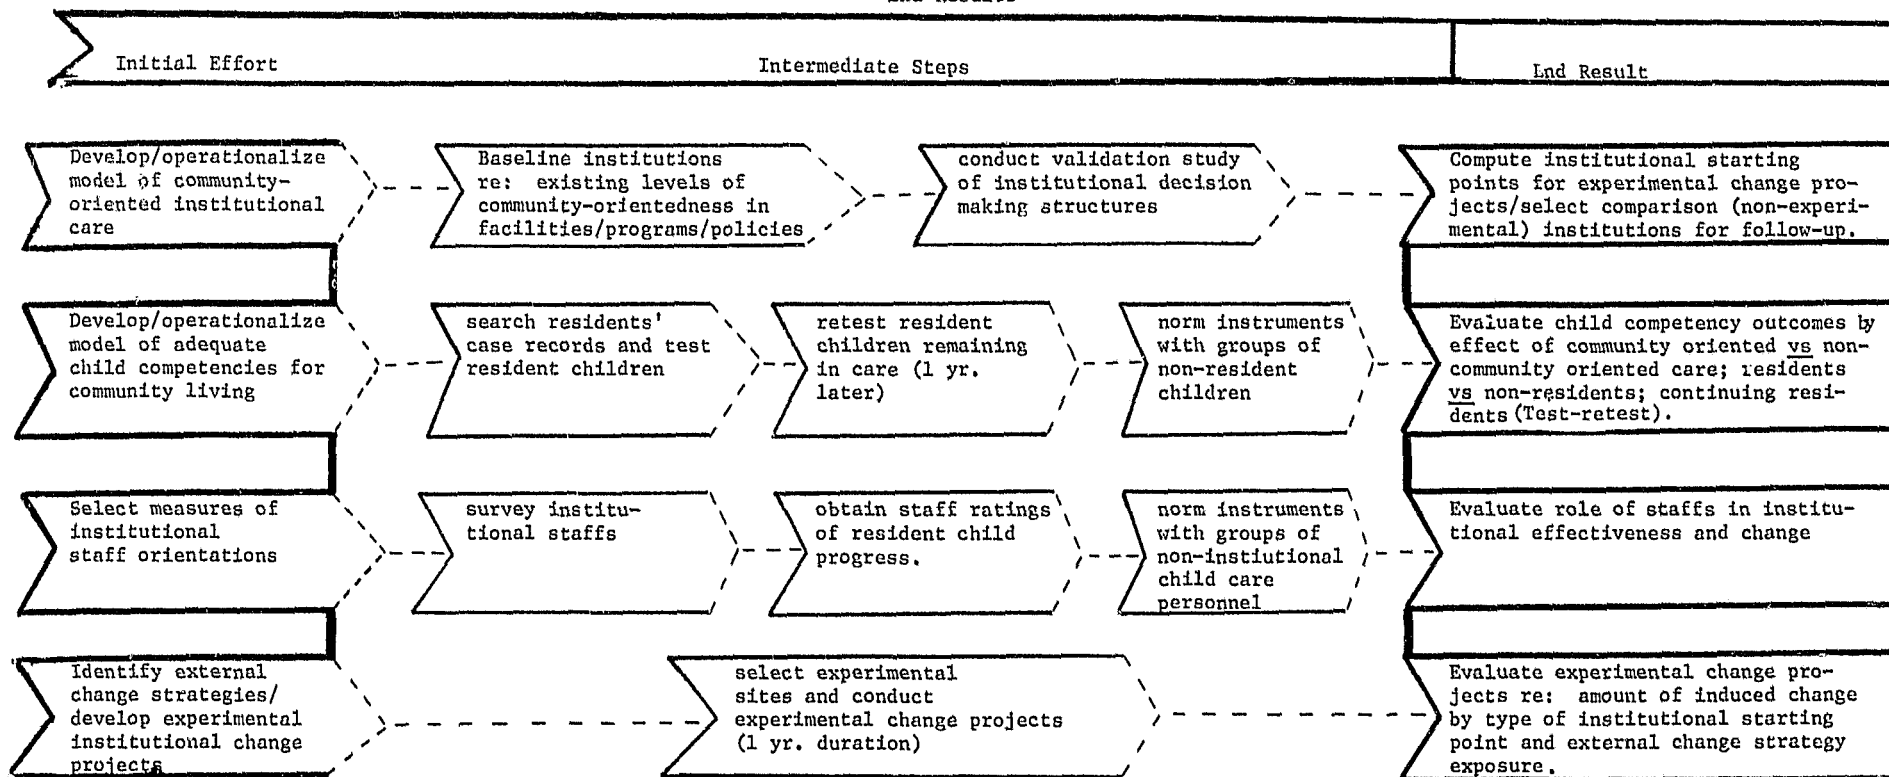 End Results
Initial Effort
Intermediate Steps
Lnd Result
Develop/operationalize
model of community-
oriented institutional
care
Baseline institutions
re: existing levels of
community-orientedness in
facilities/programs/policies
conduct validation study
of institutional decision
making structures
Compute institutional starting
points for experimental change pro-
jects/select comparison (non-experi-
mental) institutions for follow-up.
Develop/operationalize
model of adequate
child competencies for
community living
search residents'
case records and test
resident children
retest resident
children remaining
in care (1 yr.
later)
norm instruments
with groups of
non-resident
children
Evaluate child competency outcomes by
effect of community oriented vs non-
community oriented care; residents
vs non-residents; continuing resi-
dents (Test-retest).
Select measures of
institutional
staff orientations
survey institu-
tional staffs
obtain staff ratings
of resident child
progress.
norm instruments
with groups of
non-instiutional
child care
personnel
Evaluate role of staffs in institu-
tional effectiveness and change
Identify external
change strategies/
develop experimental
institutional change
projects
select experimental
sites and conduct
experimental change projects
(1 yr. duration)
Evaluate experimental change pro-
jects re: amount of induced change
by type of institutional starting
point and external change strategy
exposure.